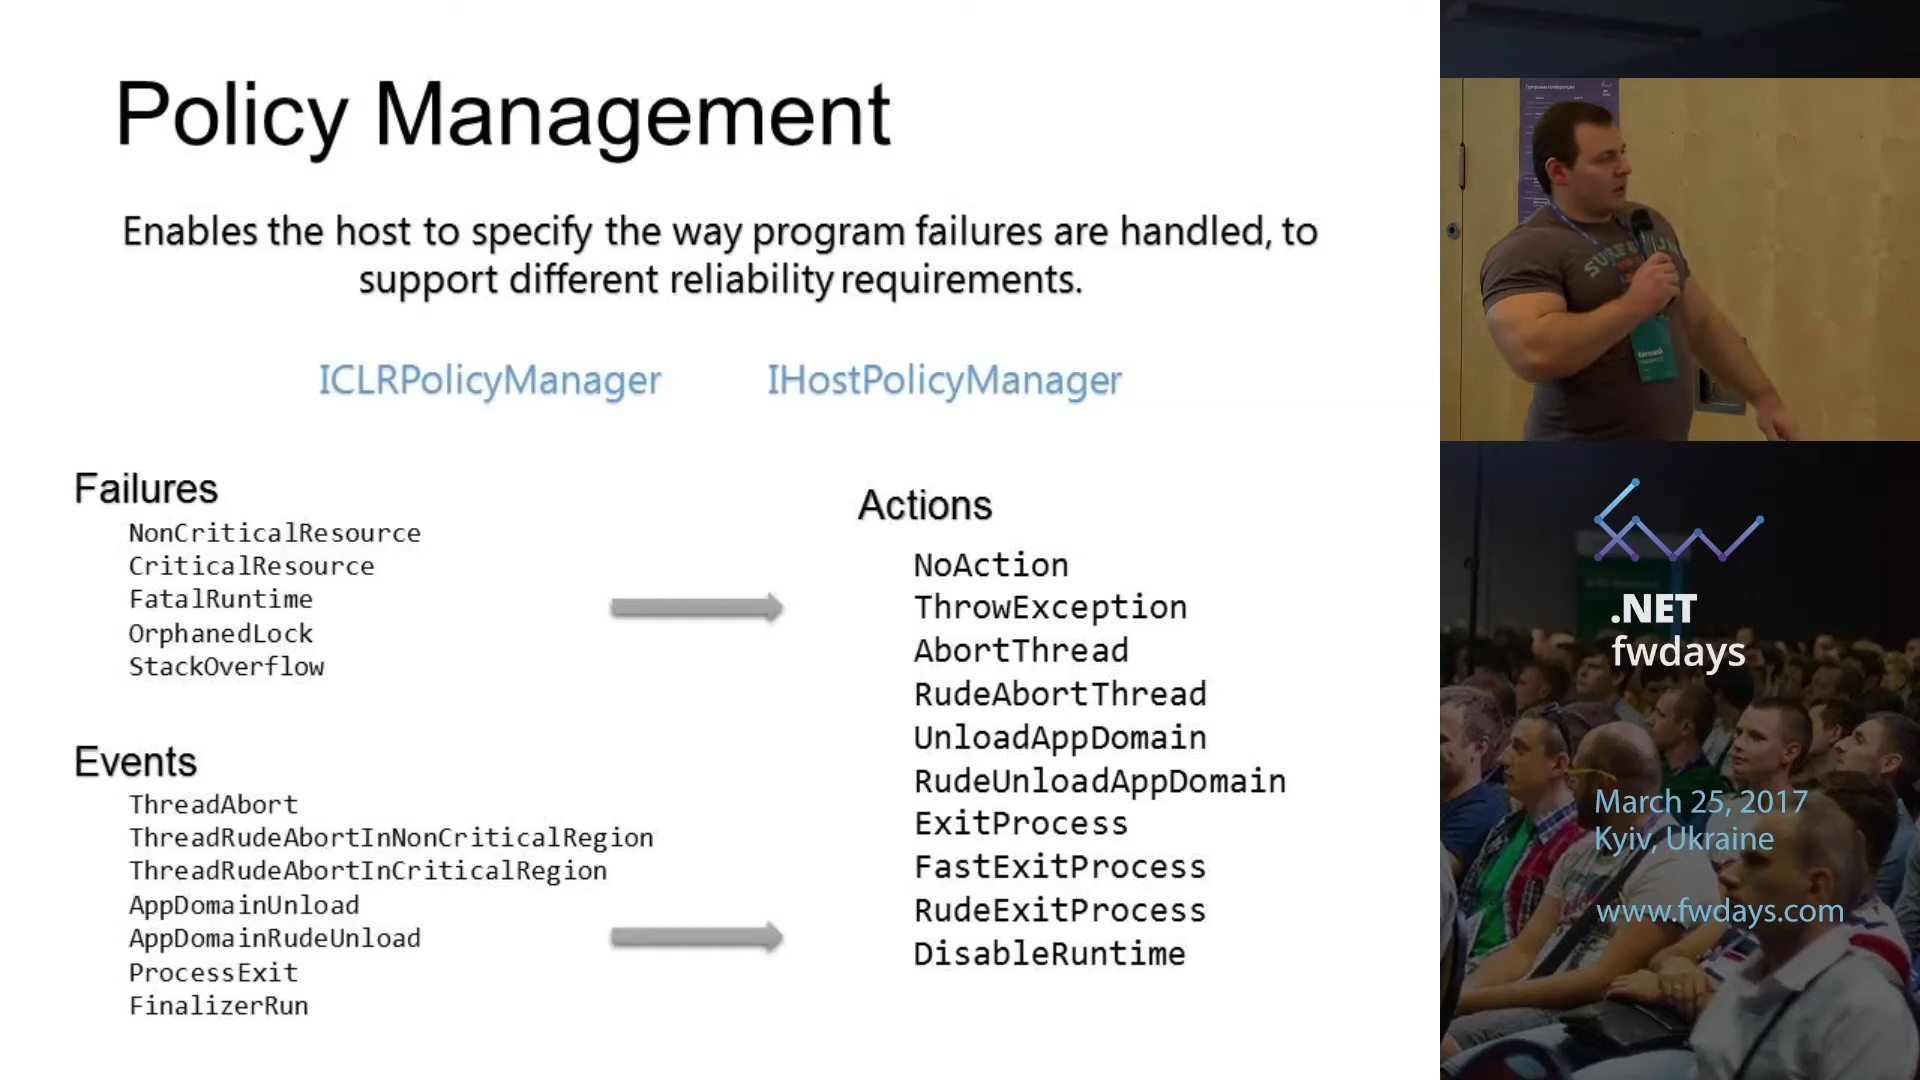 Policy Management
Enables the host to specify the way program failures are handled, to
support different reliability requirements.
ICLRPolicyManager
IHostPolicyManager
Failures
NonCriticalResource
CriticalResource
FatalRuntime
OrphanedLock
StackOverflow
Events
ThreadAbort
ThreadRudeAbortInNonCriticalRegion
ThreadRudeAbortInCriticalRegion
AppDomainUnload
AppDomainRudeUnload
ProcessExit
FinalizerRun
Actions
NoAction
ThrowException
AbortThread
RudeAbortThread
UnloadAppDomain
RudeUnloadAppDomain
ExitProcess
FastExitProcess
RudeExitProcess
DisableRuntime
.NET
fwdays
March 25, 2017
Kyiv, Ukraine
www.fwdays.com